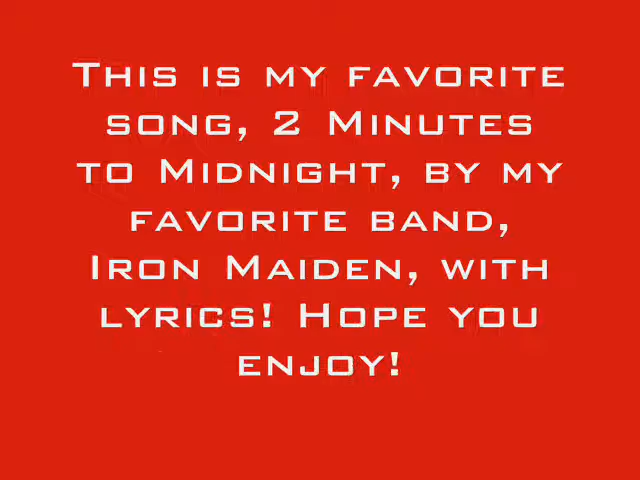 This is my favorite
song, 2 Minutes
to Midnight, by my
favorite band,
Iron Maiden, with
lyrics! Hope you
enjoy!